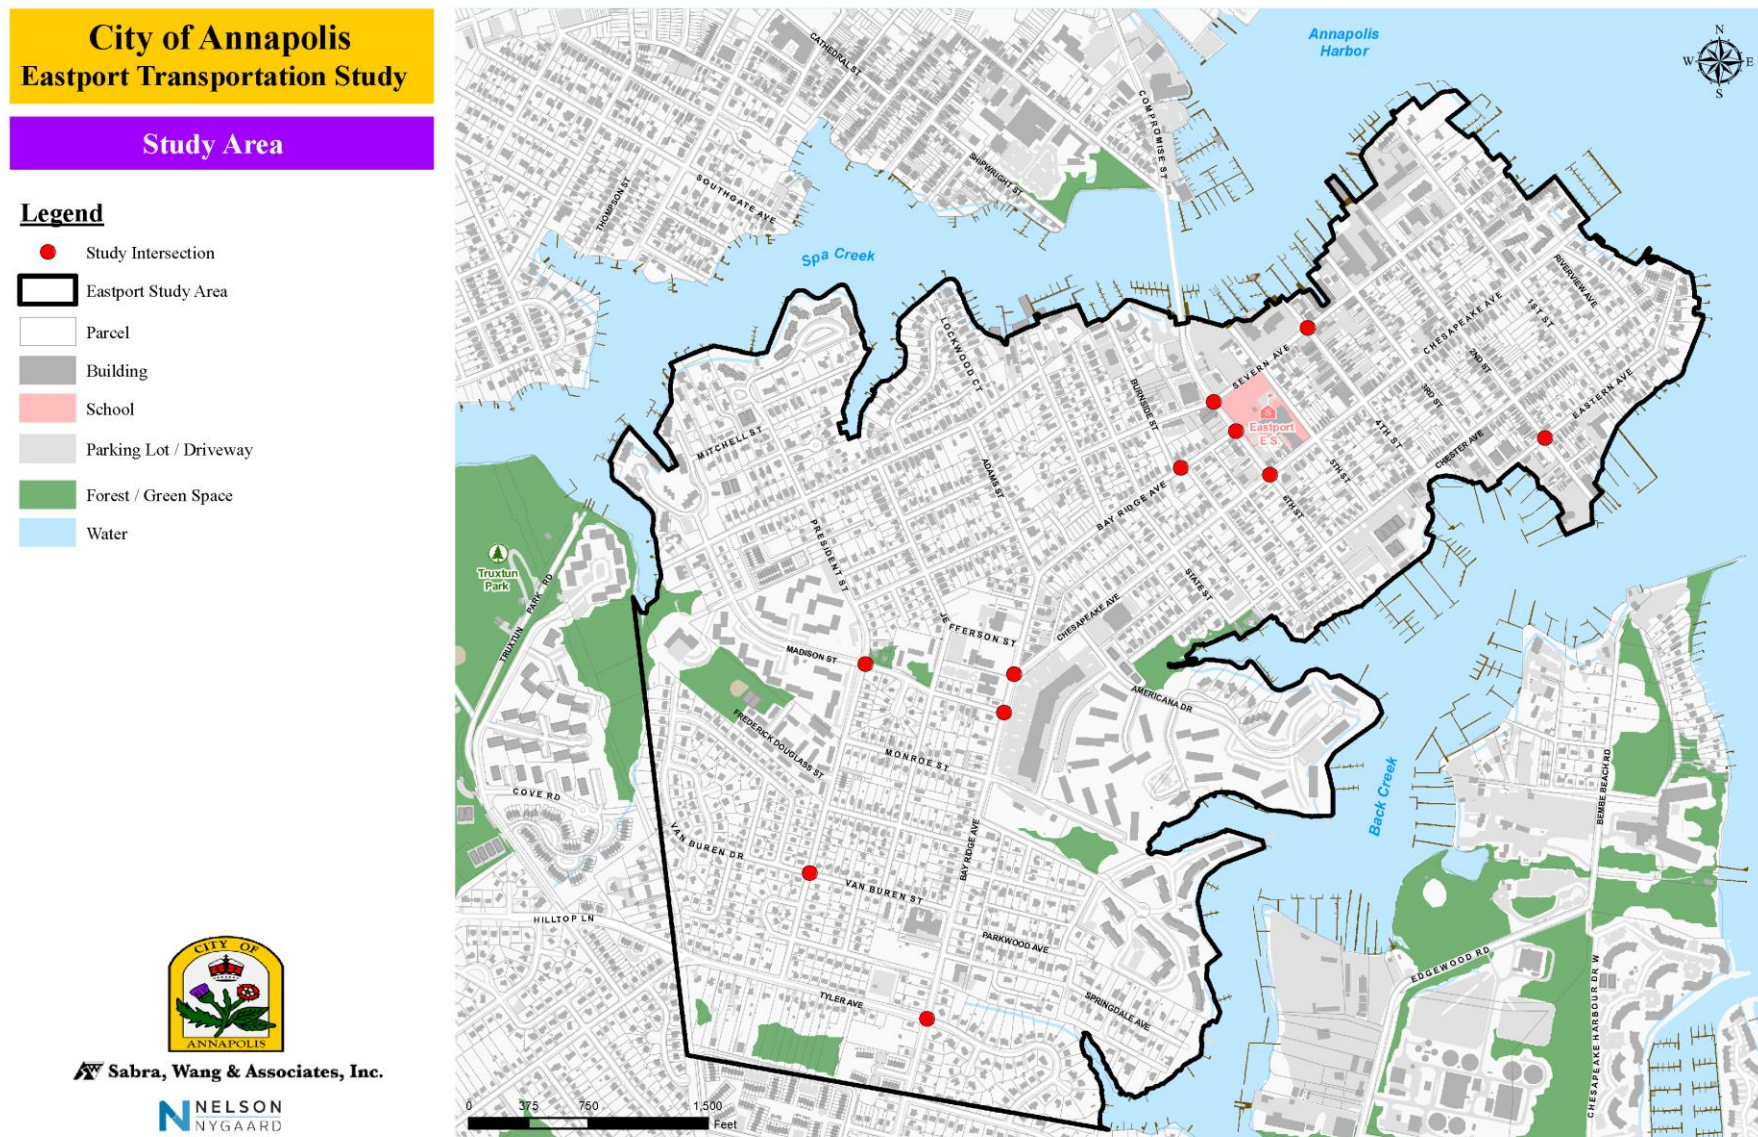 City of Annapolis
Eastport Transportation Study
Study Area
Legend
Study Intersection
Eastport Study Area
Parcel
Building
School
Parking Lot / Driveway
Forest / Green Space
Water
CITY OF
ANNAPOLIS
Sabra, Wang & Associates, Inc.
NELSON
NYGAARD
Annapolis
Harbor
N
W
E
S
CATHEDRAL ST
COMPROMISE ST
SHIPWRIGHT ST
SOUTHGATE AVE
THOMPSON ST
Spa Creek
RIVERVIEW AVE
1ST ST
CHESAPEAKE AVE
2ND ST
EASTERN AVE
3RD ST
LOCKWOOD CT
SEVERN AVE
BURNSIDE ST
S
Eastport
E.S.
4TH ST
CHESTER AVE
5TH ST
MITCHELL ST
ADAMS ST
BAY RIDGE AVE
6TH ST
PRESIDENT ST
Truxtun
Park
TRUXTUN PARK RD
STATE ST
CHESAPEAKE AVE
JEFFERSON ST
MADISON ST
AMERICANA DR
FREDERICK DOUGLASS ST
MONROE ST
COVE RD
Back Creek
BEMBE BEACH RD
VAN BUREN DR
BAY RIDGE AVE
VAN BUREN ST
HILLTOP LN
PARKWOOD AVE
EDGEWOOD RD
TYLER AVE
SPRINGDALE AVE
CHESAPEAKE HARBOUR DR W
0 375 750 1,500
Feet